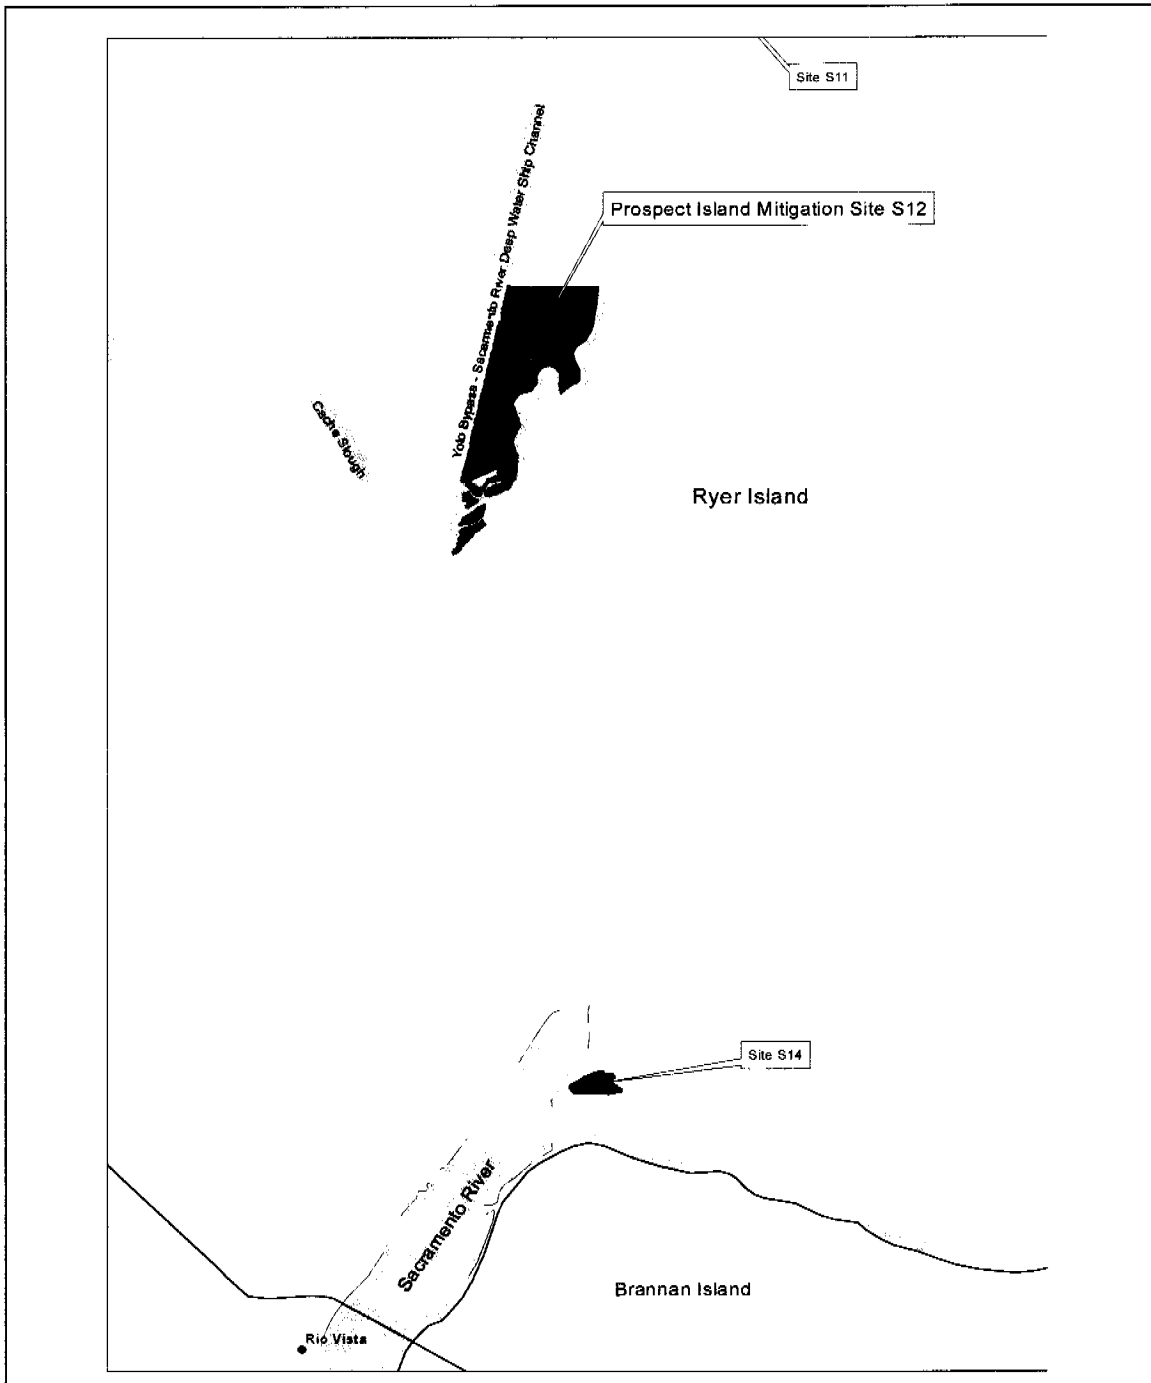 Site S11
Yolo Bypass - Sacarmento River Deep Water Ship Channel
Prospect Island Mitigation Site S12
Cache Slough
Ryer Island
Site S14
Sacramento River
Brannan Island
Rio Vista